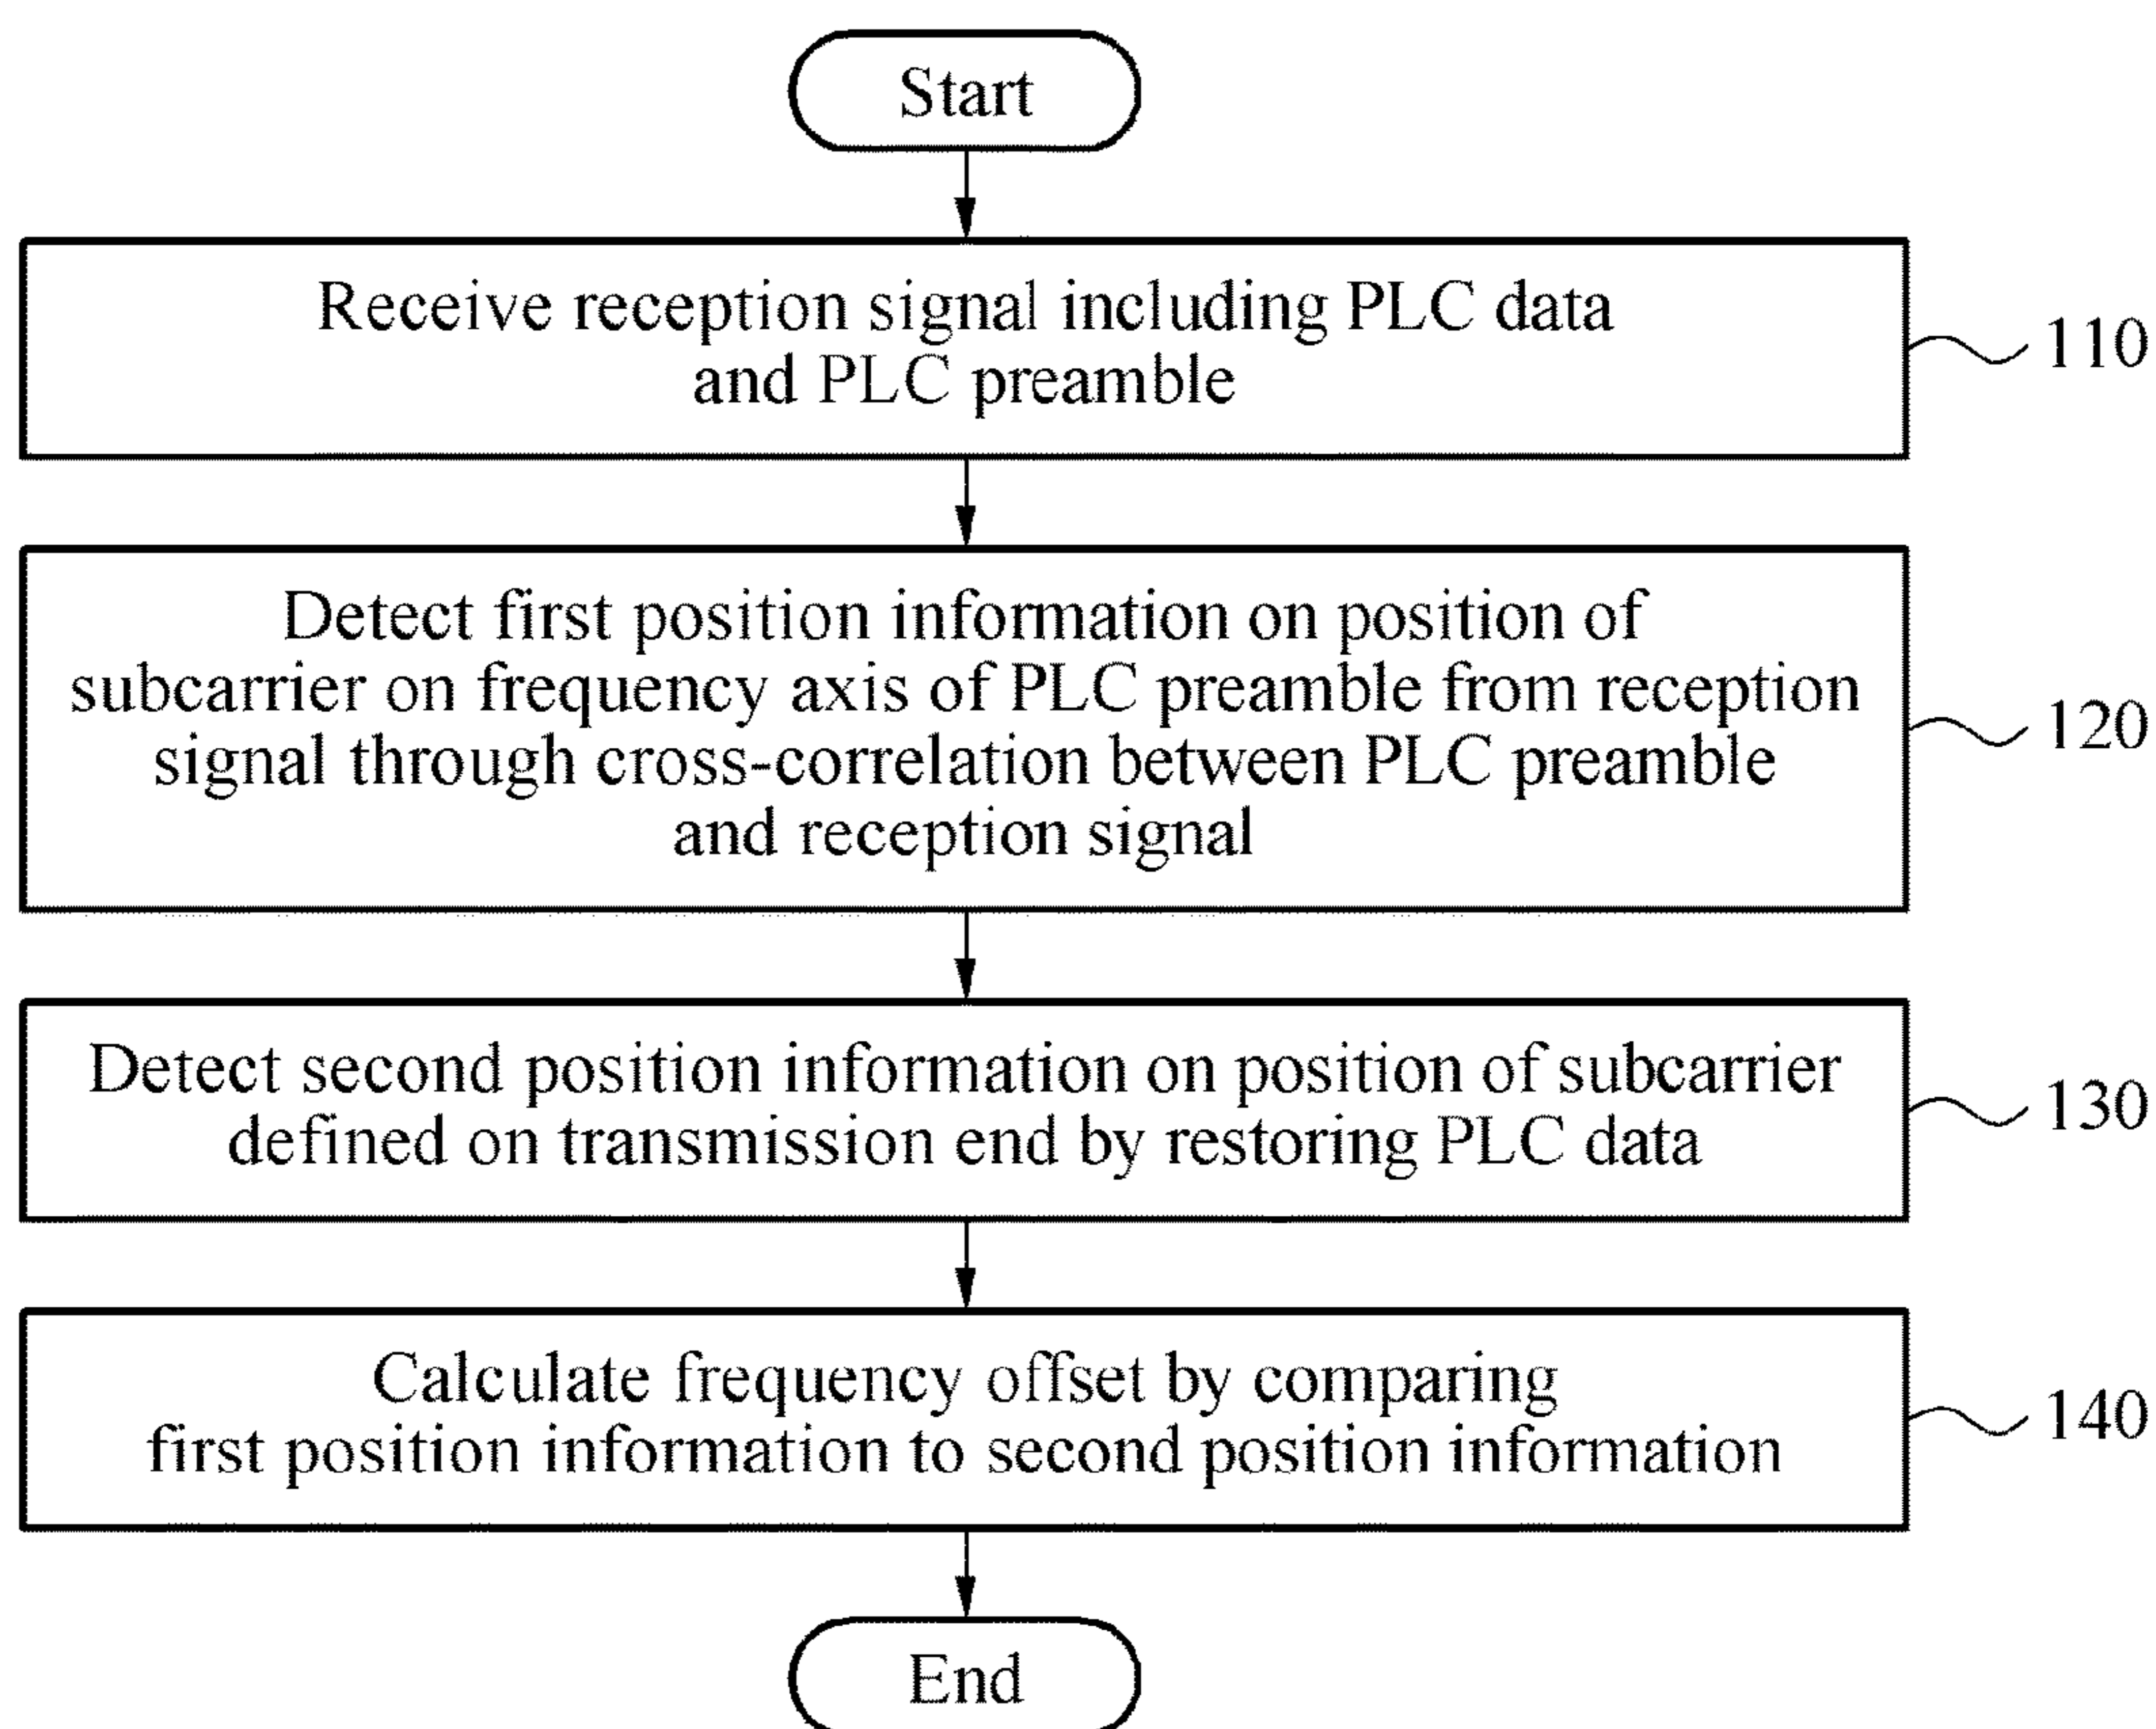 Start
Receive reception signal including PLC data
and PLC preamble
110
Detect first position information on position of
subcarrier on frequency axis of PLC preamble from reception
signal through cross-correlation between PLC preamble
and reception signal
120
Detect second position information on position of subcarrier
defined on transmission end by restoring PLC data
130
Calculate frequency offset by comparing
first position information to second position information
140
End